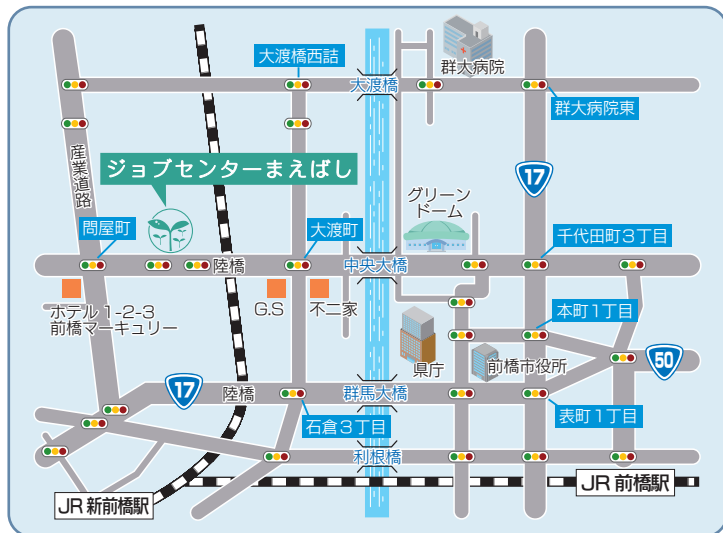 大渡橋西詰
群大病院
大渡橋
群大病院東
産業道路
ジョブセンターまえばし
17
グリーン
ドーム
問屋町
大渡町
千代田町3丁目
陸橋
中央大橋
ホテル1-2-3
前橋マーキュリー
G.S
不二家
本町1丁目
県庁
前橋市役所
50
17
陸橋
群馬大橋
石倉3丁目
表町1丁目
利根橋
JR 新前橋駅
JR 前橋駅